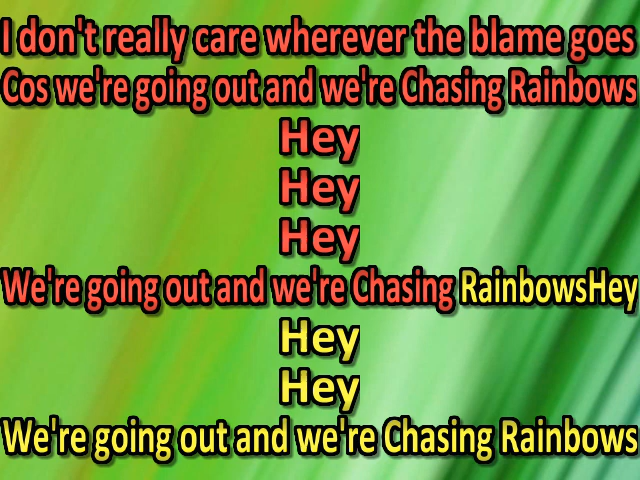 I don't really care wherever the blame goes
Cos we're going out and we're Chasing Rainbows
Hey
Hey
Hey
We're going out and we're Chasing RainbowsHey
Hey
Hey
We're going out and we're Chasing Rainbows